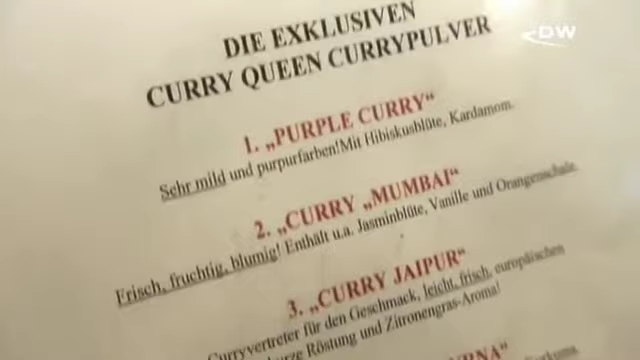 DW
DIE EXKLUSIVEN
CURRY QUEEN CURRYPULVER
1. „PURPLE CURRY“
Sehr mild und purpurfarben!Mit Hibiskusblüte, Kardamom.
2. „CURRY „MUMBAI“
Frisch, fruchtig, blumig! Enthält u.a. Jasminblüte, Vanille und Orangenschale.
3. „CURRY JAIPUR“
Curryvertreter für den Geschmack, leicht, frisch, europäischen
kurze Röstung und Zitronengras-Aroma!